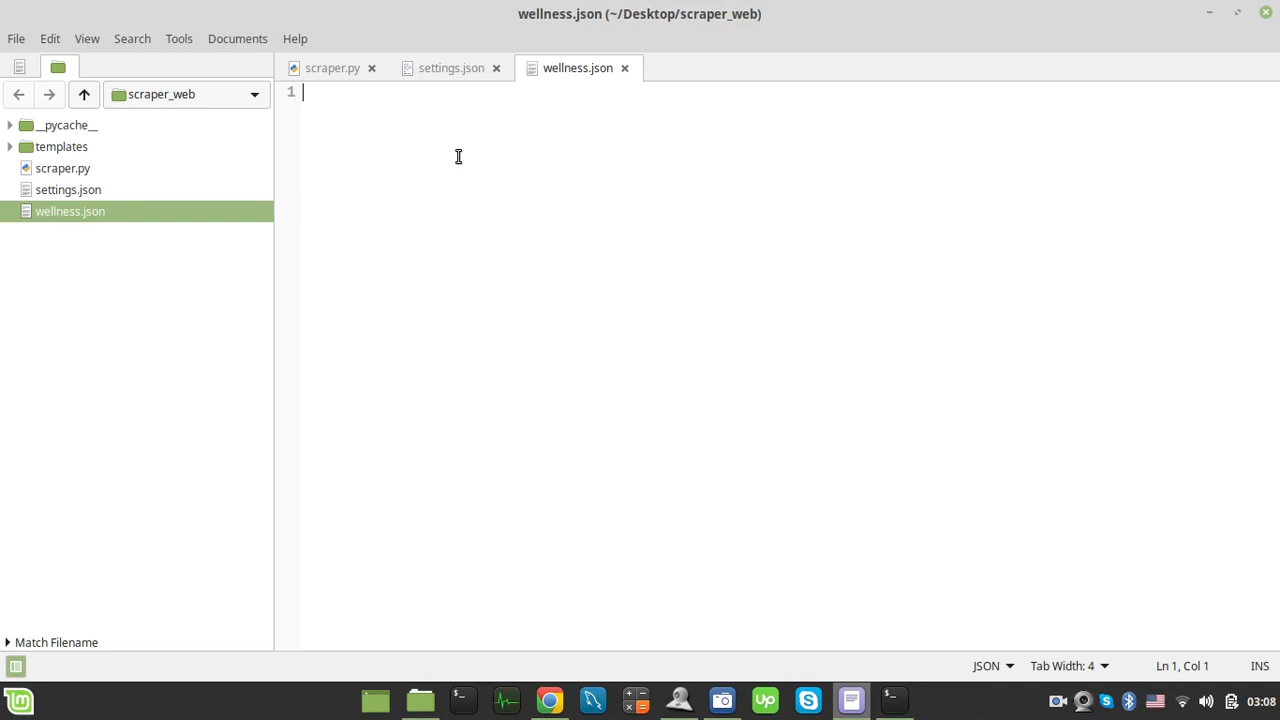 wellness.json (~/Desktop/scraper_web)
File Edit View Search Tools Documents Help
scraper.py settings.json wellness.json
scraper_web
1
__pycache__
templates
scraper.py
settings.json
wellness.json
Match Filename
JSON Tab Width: 4 Ln 1, Col 1 INS
lm $_ up S $_ S 03:08